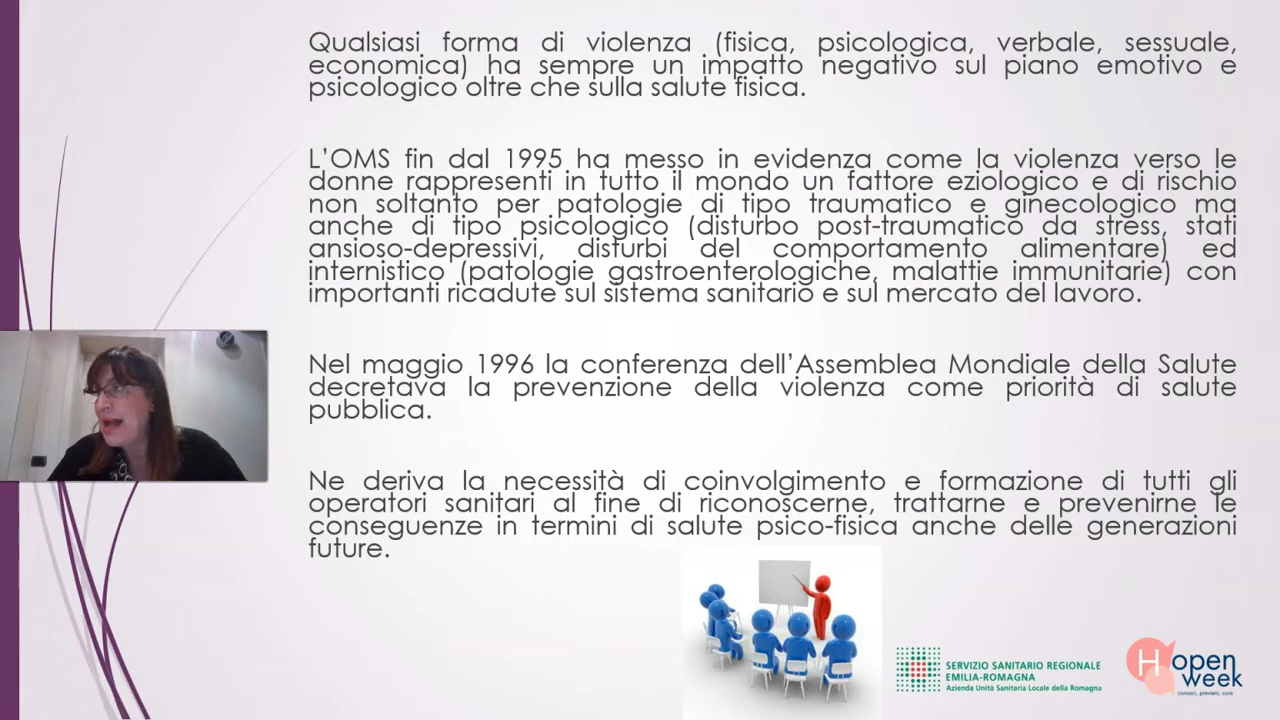 Qualsiasi forma di violenza (fisica, psicologica, verbale, sessuale,
economica) ha sempre un impatto negativo sul piano emotivo e
psicologico oltre che sulla salute fisica.
L'OMS fin dal 1995 ha messo in evidenza come la violenza verso le
donne rappresenti in tutto il mondo un fattore eziologico e di rischio
non soltanto per patologie di tipo traumatico e ginecologico ma
anche di tipo psicologico (disturbo post-traumatico da stress, stati
ansioso-depressivi, disturbi del comportamento alimentare) ed
internistico (patologie gastroenterologiche, malattie immunitarie) con
importanti ricadute sul sistema sanitario e sul mercato del lavoro.
Nel maggio 1996 la conferenza dell'Assemblea Mondiale della Salute
decretava la prevenzione della violenza come priorità di salute
pubblica.
Ne deriva la necessità di coinvolgimento e formazione di tutti gli
operatori sanitari al fine di riconoscerne, trattarne e prevenirne le
conseguenze in termini di salute psico-fisica anche delle generazioni
future.
SERVIZIO SANITARIO REGIONALE
EMILIA-ROMAGNA
Azienda Unità Sanitaria Locale della Romagna
H open
week
conosci, previeni, cura